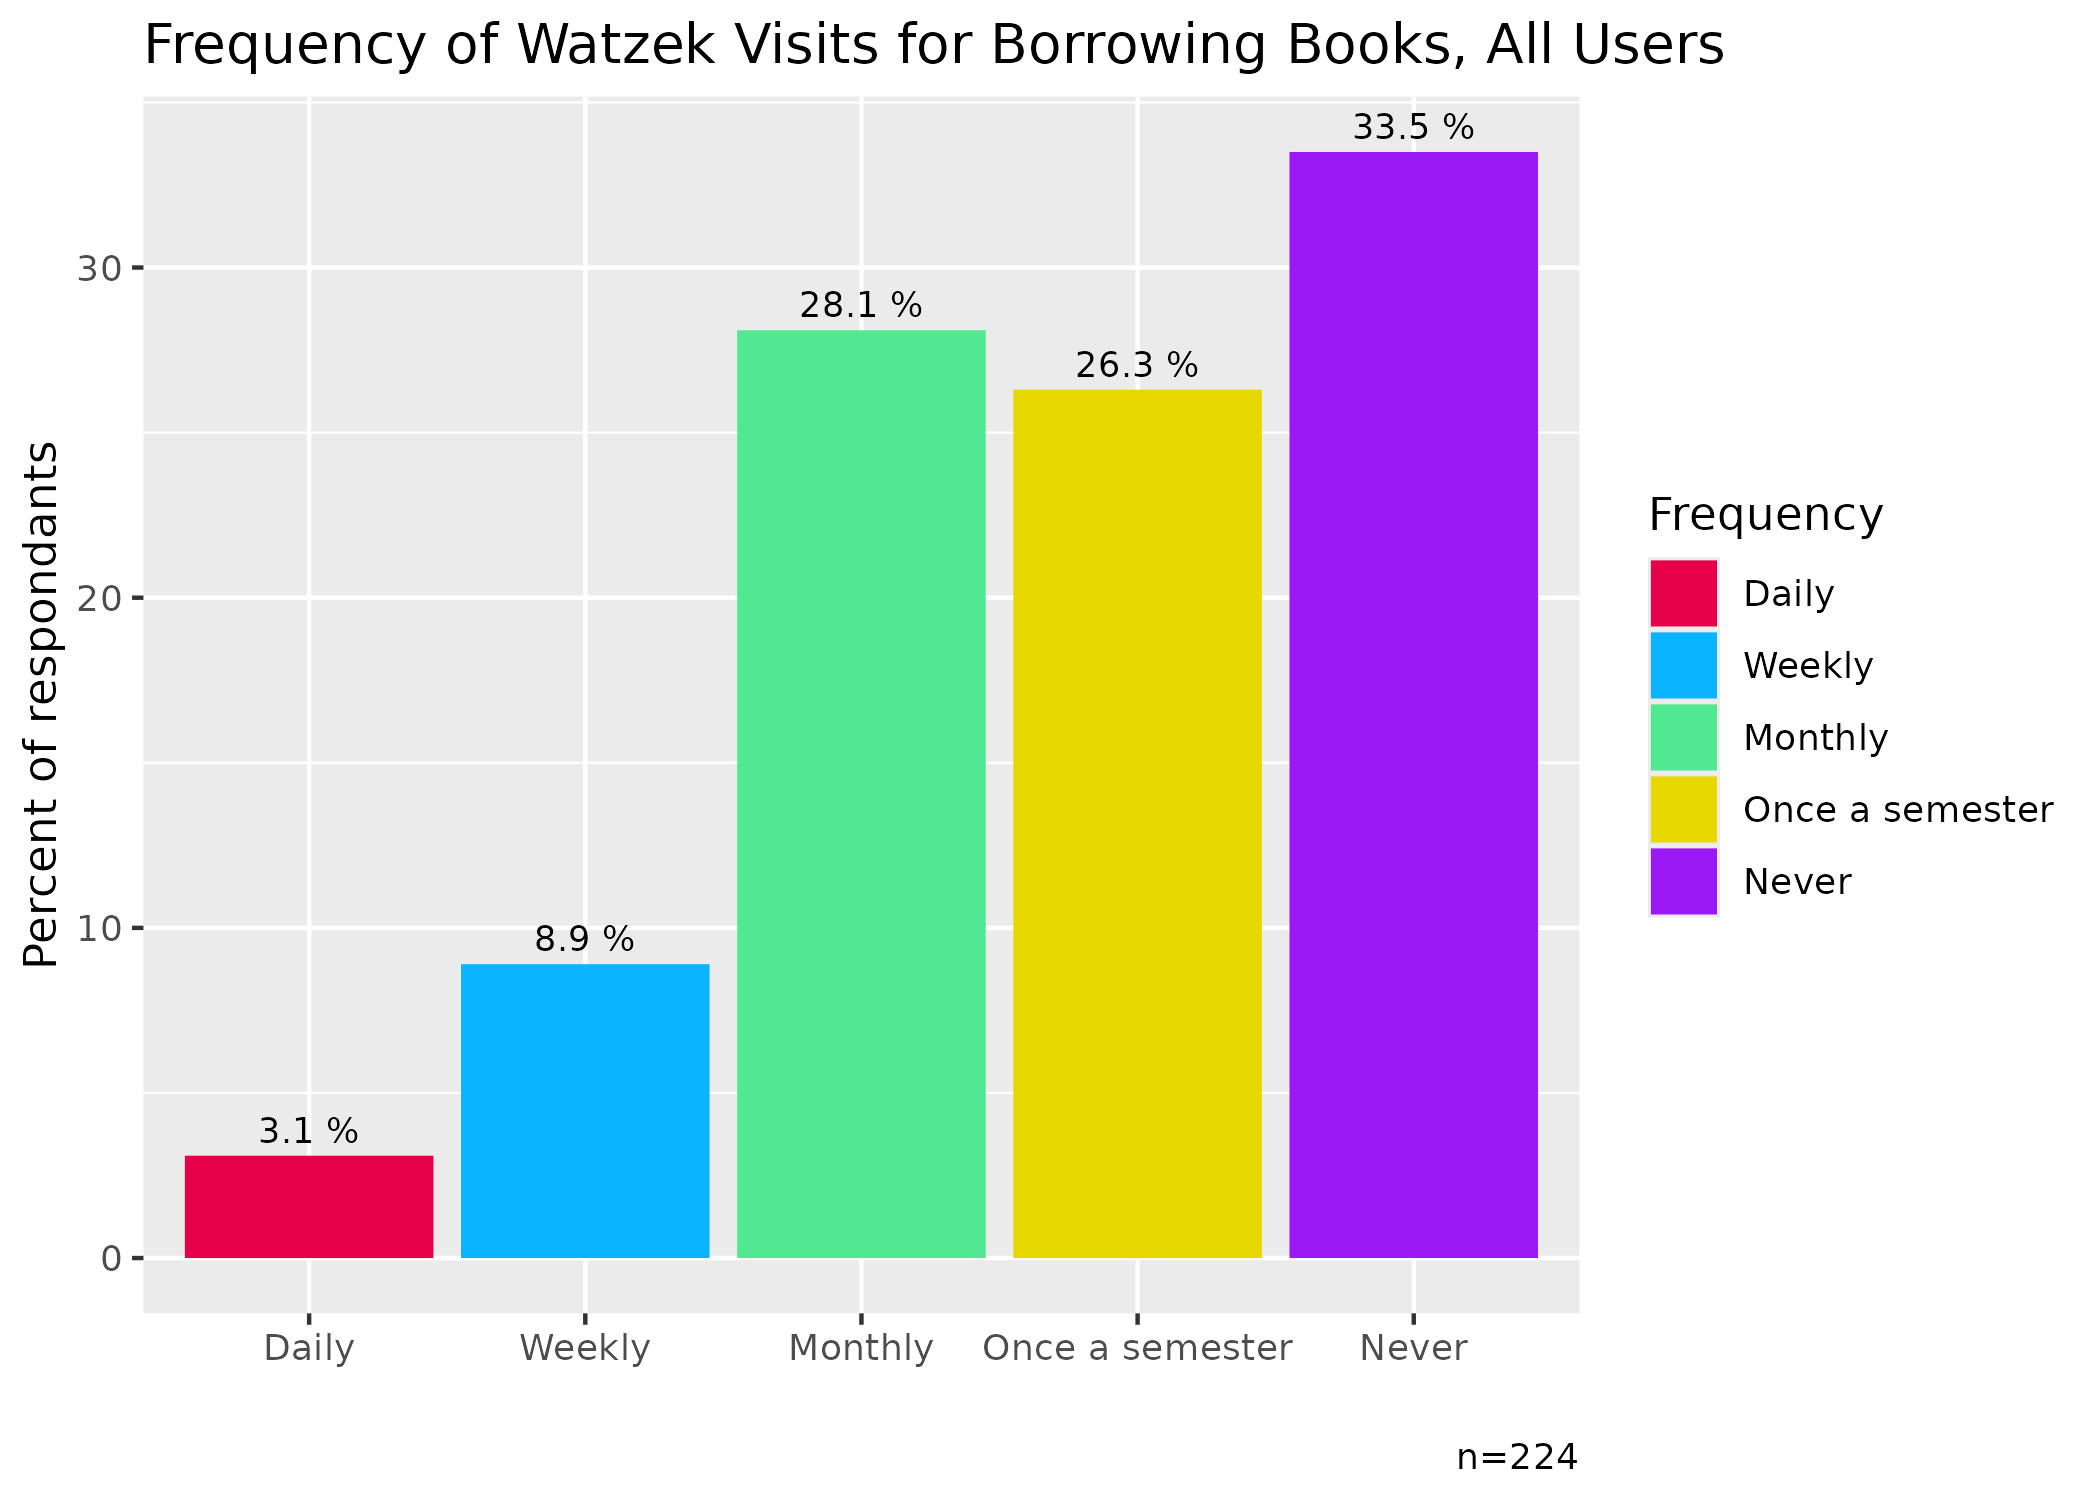 Frequency of Watzek Visits for Borrowing Books, All Users
Percent of respondants
30
20
10
0
3.1 %
8.9 %
28.1 %
26.3 %
33.5 %
Daily
Weekly
Monthly
Once a semester
Never
Frequency
Daily
Weekly
Monthly
Once a semester
Never
n=224